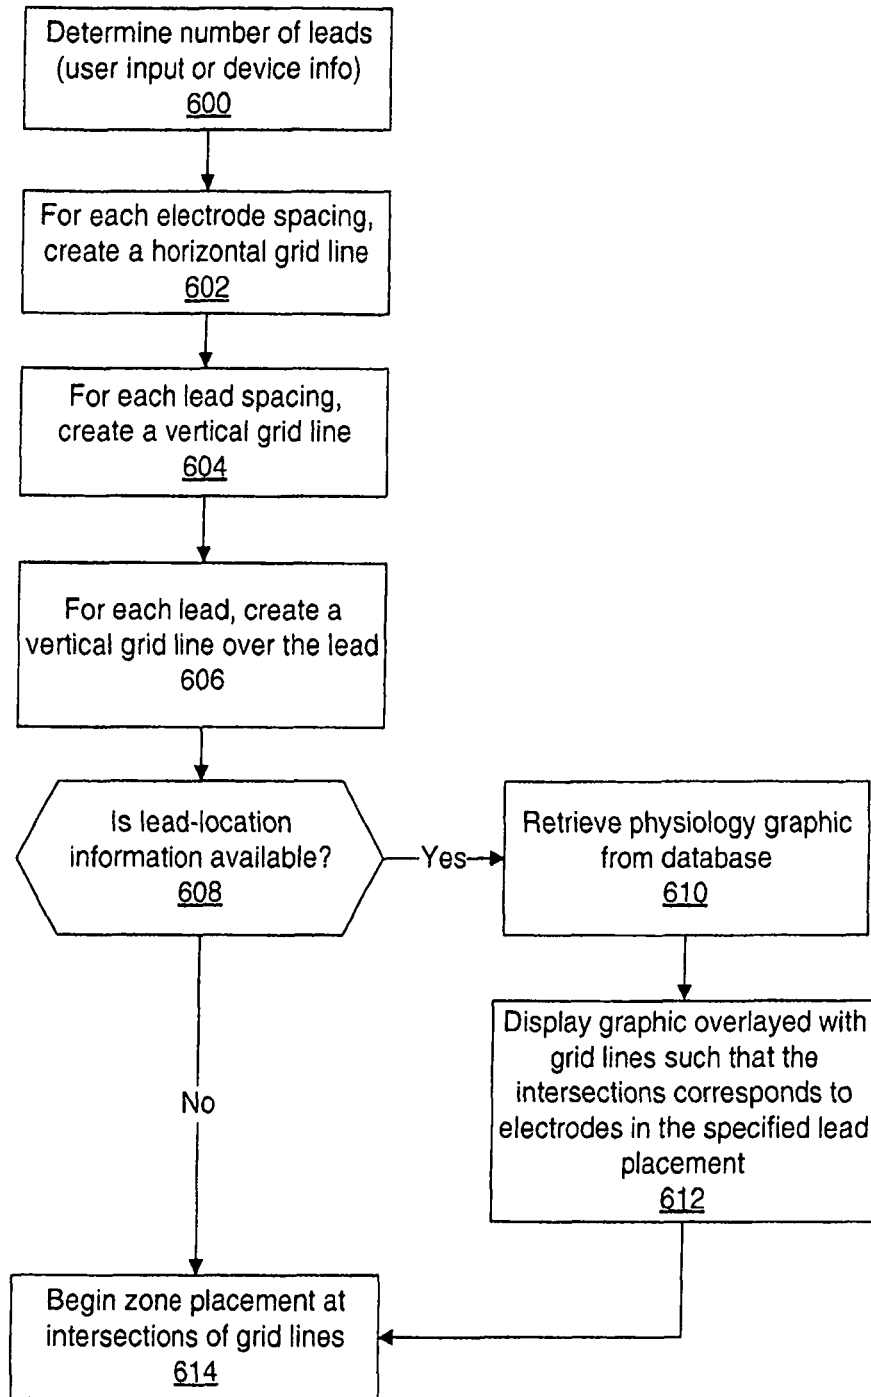 Determine number of leads
(user input or device info)
600
For each electrode spacing,
create a horizontal grid line
602
For each lead spacing,
create a vertical grid line
604
For each lead, create a
vertical grid line over the lead
606
Is lead-location
information available?
608
Yes
Retrieve physiology graphic
from database
610
Display graphic overlayed with
grid lines such that the
intersections corresponds to
electrodes in the specified lead
placement
612
No
Begin zone placement at
intersections of grid lines
614